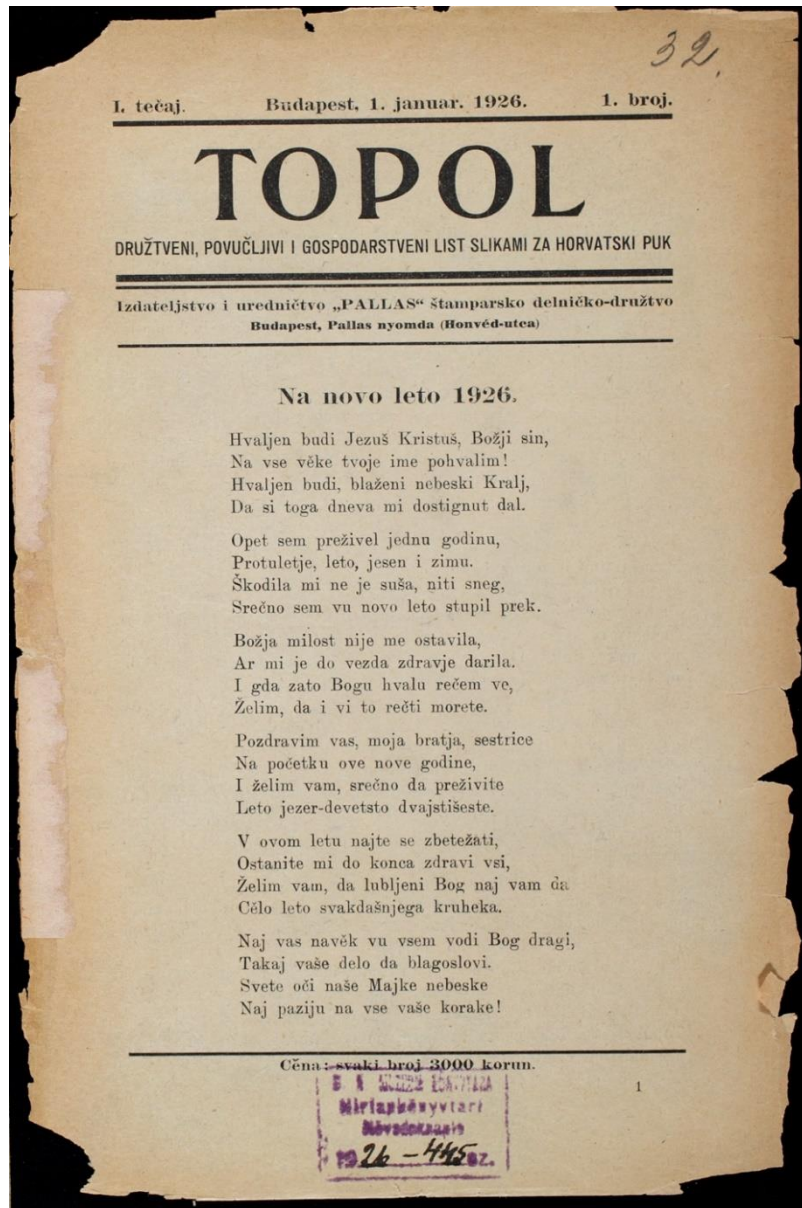 32.
I. tečaj. Budapest, 1. januar. 1926. 1. broj.
TOPOL
DRUŽTVENI, POVUČLJIVI I GOSPODARSTVENI LIST SLIKAMI ZA HORVATSKI PUK
Izdateljstvo i uredničtvo „PALLAS“ štamparsko delničko-družtvo
Budapest, Pallas nyomda (Honvéd-utca)
Na novo leto 1926.
Hvaljen budi Jezuš Kristuš, Božji sin,
Na vse věke tvoje ime pohvalim!
Hvaljen budi, blaženi nebeski Kralj,
Da si toga dneva mi dostignut dal.
Opet sem preživel jednu godinu,
Protuletje, leto, jesen i zimu.
Škodila mi ne je suša, niti sneg,
Srečno sem vu novo leto stupil prek.
Božja milost nije me ostavila,
Ar mi je do vezda zdravje darila.
I gda zato Bogu hvalu rečem ve,
Želim, da i vi to rečti morete.
Pozdravim vas, moja bratja, sestrice
Na početku ove nove godine,
I želim vam, srečno da preživite
Leto jezer-devetsto dvajstišeste.
V ovom letu najte se zbetežati,
Ostanite mi do konca zdravi vsi,
Želim vam, da lubljeni Bog naj vam da
Cělo leto svakdašnjega kruheka.
Naj vas navěk vu vsem vodi Bog dragi,
Takaj vaše delo da blagoslovi.
Svete oči naše Majke nebeske
Naj paziju na vse vaše korake!
Cěna: svaki broj 3000 korun.
1
Hirlapkönyvtári
Növedéknapló
1926 – 445 sz.